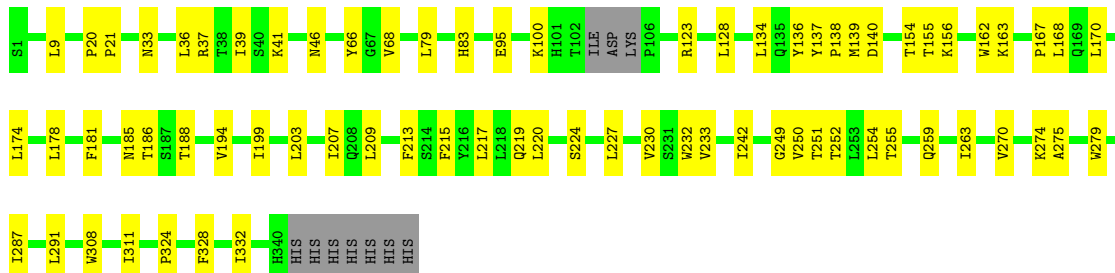 S1 L9 P20 P21 N33 L36 R37 T38 I39 S40 K41 N46 Y66 G67 V68 L79 H83 E95 K100 H101 T102 ILE ASP LYS P106 R123 L128 L134 Q135 Y136 Y137 P138 M139 D140 T154 T155 K156 W162 K163 P167 L168 Q169 L170
L174 L178 F181 N185 T186 S187 T188 V194 I199 L203 I207 Q208 L209 F213 S214 F215 Y216 L217 L218 Q219 L220 S224 L227 V230 S231 W232 V233 I242 G249 V250 T251 T252 L253 L254 T255 Q259 I263 V270 K274 A275 W279
I287 L291 W308 I311 P324 F328 I332 H340 HIS HIS HIS HIS HIS HIS